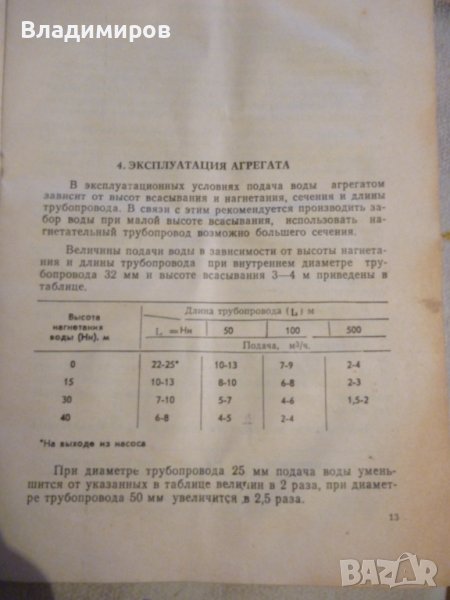 Владимиров
4. ЭКСПЛУАТАЦИЯ АГРЕГАТА
В эксплуатационных условиях подача воды агрегатом
зависит от высот всасывания и нагнетания, сечения и длины
трубопровода. В связи с этим рекомендуется производить за-
бор воды при малой высоте всасывания, использовать на-
гнетательный трубопровод возможно большего сечения.
Величины подачи воды в зависимости от высоты нагнета-
ния и длины трубопровода при внутреннем диаметре тру-
бопровода 32 мм и высоте всасывания 3—4 м приведены в
таблице.
Высота нагнетания воды (Нн), м Длина трубопровода (L) м
L = Нн 50 100 500
Подача, м³/ч.
0 22-25* 10-13 7-9 2-4
15 10-13 8-10 6-8 2-3
30 7-10 5-7 4-6 1,5-2
40 6-8 4-5 2-4
*На выходе из насоса
При диаметре трубопровода 25 мм подача воды умень-
шится от указанных в таблице величин в 2 раза, при диамет-
ре трубопровода 50 мм увеличится в 2,5 раза.
13
BAZAR